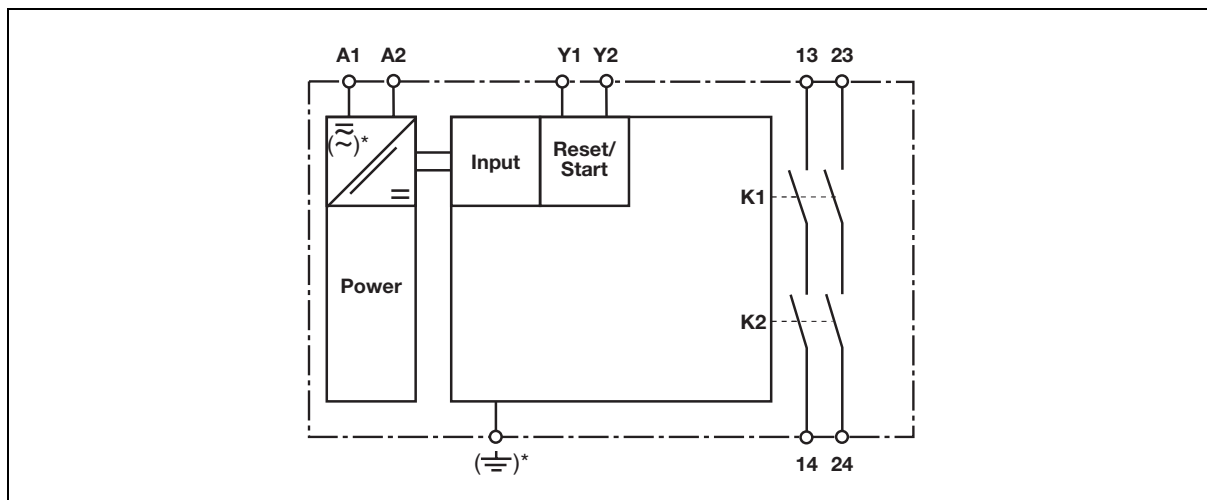 A1 A2 Y1 Y2 13 23
( )*
Input
Reset/
Start
K1
Power
K2
( )*
14 24